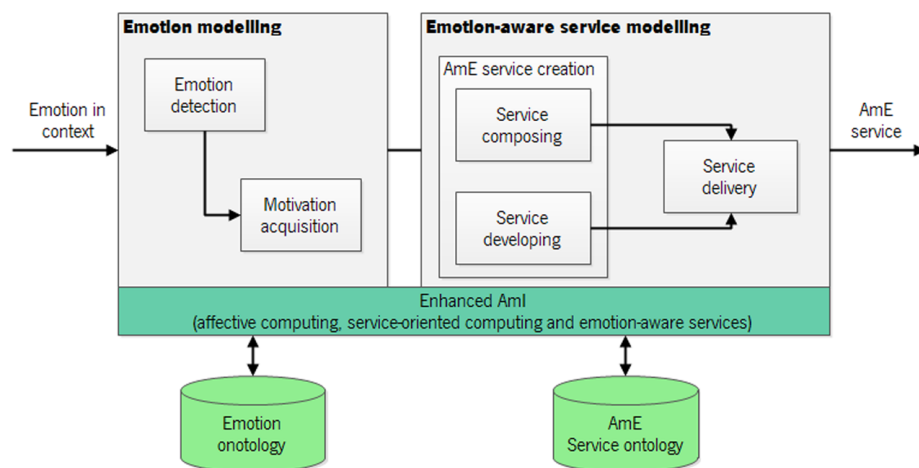 Emotion modelling
Emotion-aware service modelling
AmE service creation
Emotion
detection
Service
composing
Emotion in
context
AmE
service
Service
delivery
Motivation
acquisition
Service
developing
Enhanced AmI
(affective computing, service-oriented computing and emotion-aware services)
Emotion
onotology
AmE
Service ontology